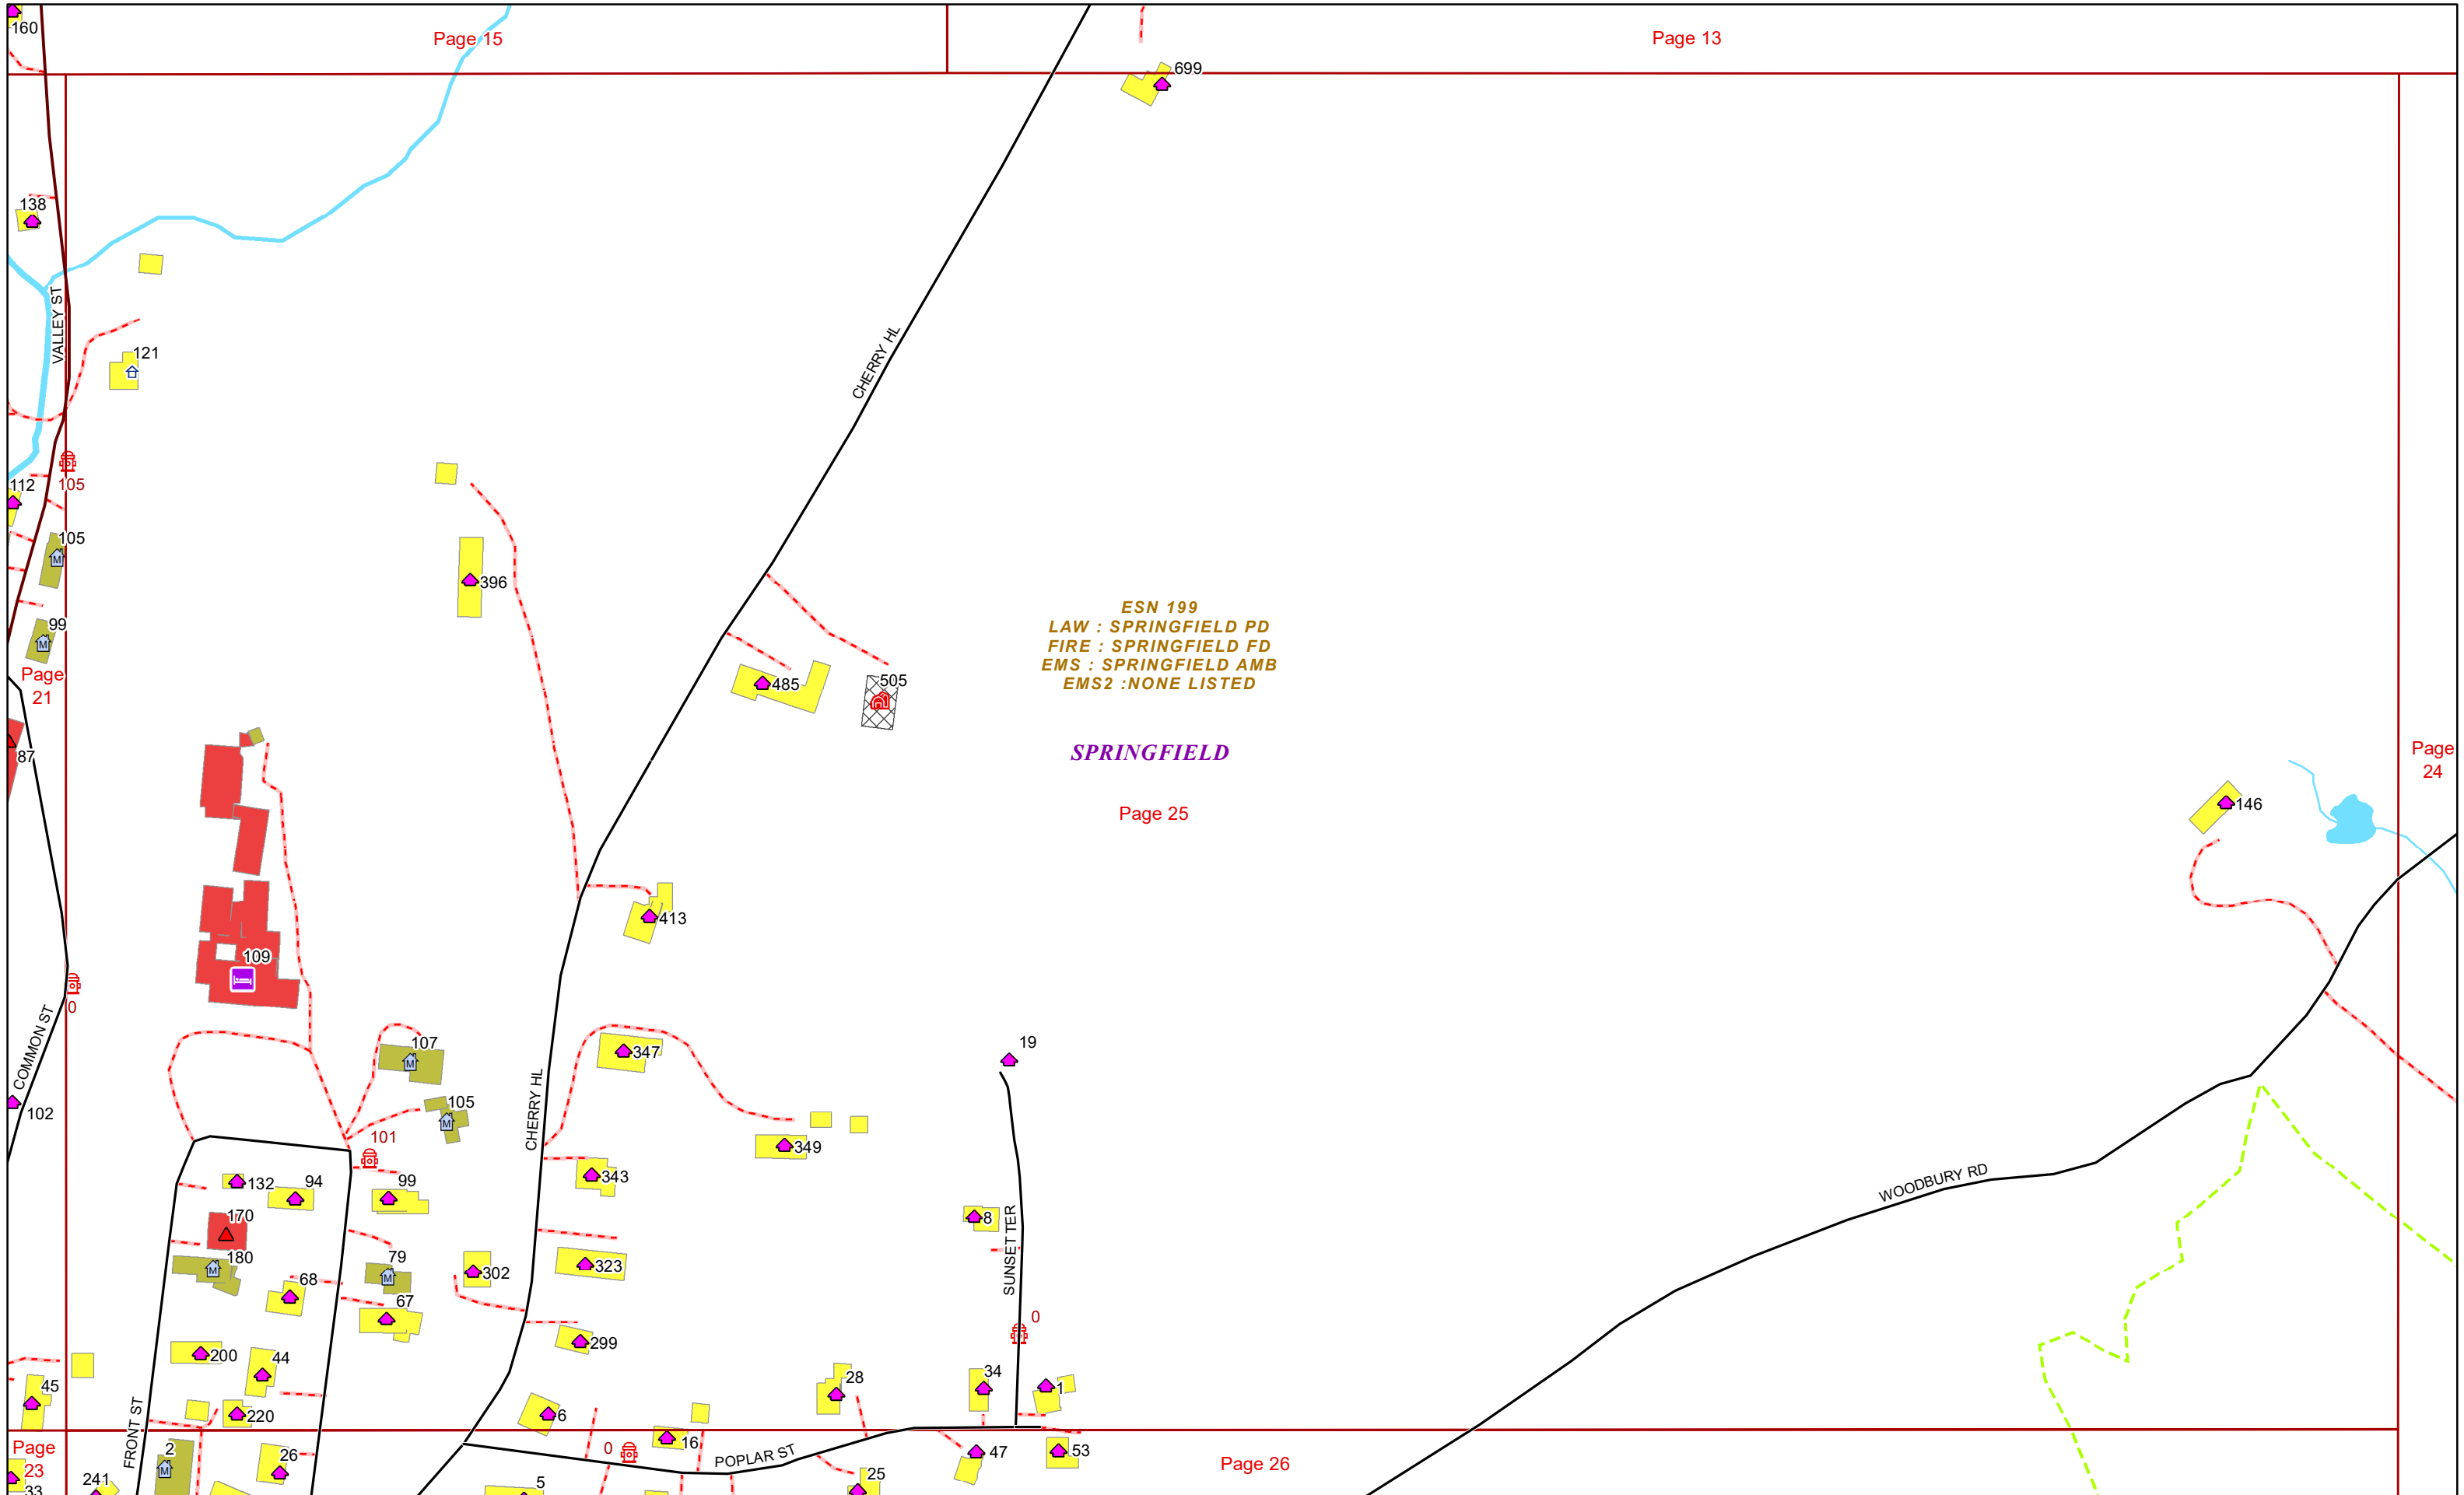 160
Page 15
Page 13
699
138
VALLEY ST
121
CHERRY HL
105
112
105
396
99
ESN 199
LAW : SPRINGFIELD PD
FIRE : SPRINGFIELD FD
EMS : SPRINGFIELD AMB
EMS2 :NONE LISTED
Page
21
485
505
87
SPRINGFIELD
Page
24
146
Page 25
413
109
0
COMMON ST
107
347
19
102
105
CHERRY HL
101
349
343
132
94
99
WOODBURY RD
170
8
SUNSET TER
180
79
302
323
68
67
0
299
200
44
28
34
1
45
220
6
FRONT ST
Page
23
2
26
0
16
POPLAR ST
47
53
Page 26
33
241
5
25